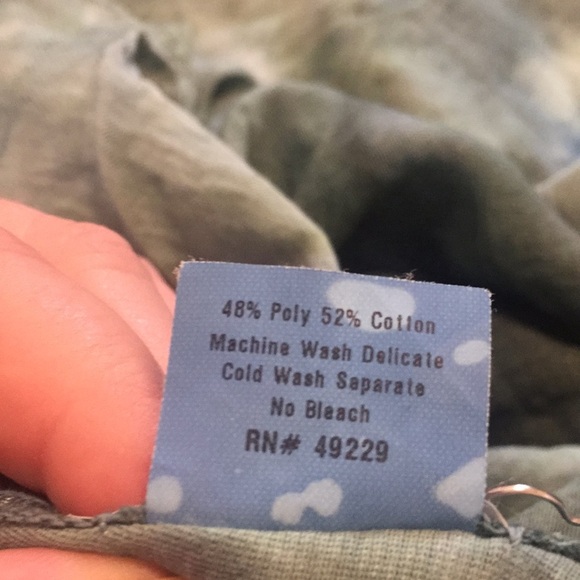 48% Poly 52% Cotton
Machine Wash Delicate
Cold Wash Separate
No Bleach
RN# 49229